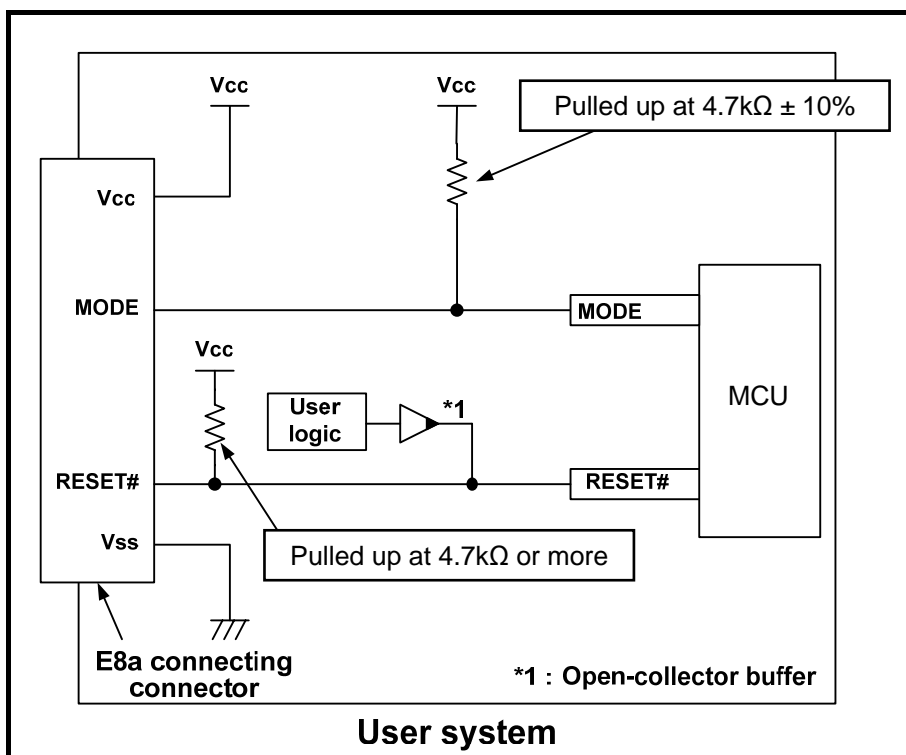 Vcc
Vcc
Pulled up at 4.7kΩ ± 10%
Vcc
MODE
MODE
Vcc
MCU
User
logic
*1
RESET#
RESET#
Vss
Pulled up at 4.7kΩ or more
E8a connecting
connector
*1 : Open-collector buffer
User system